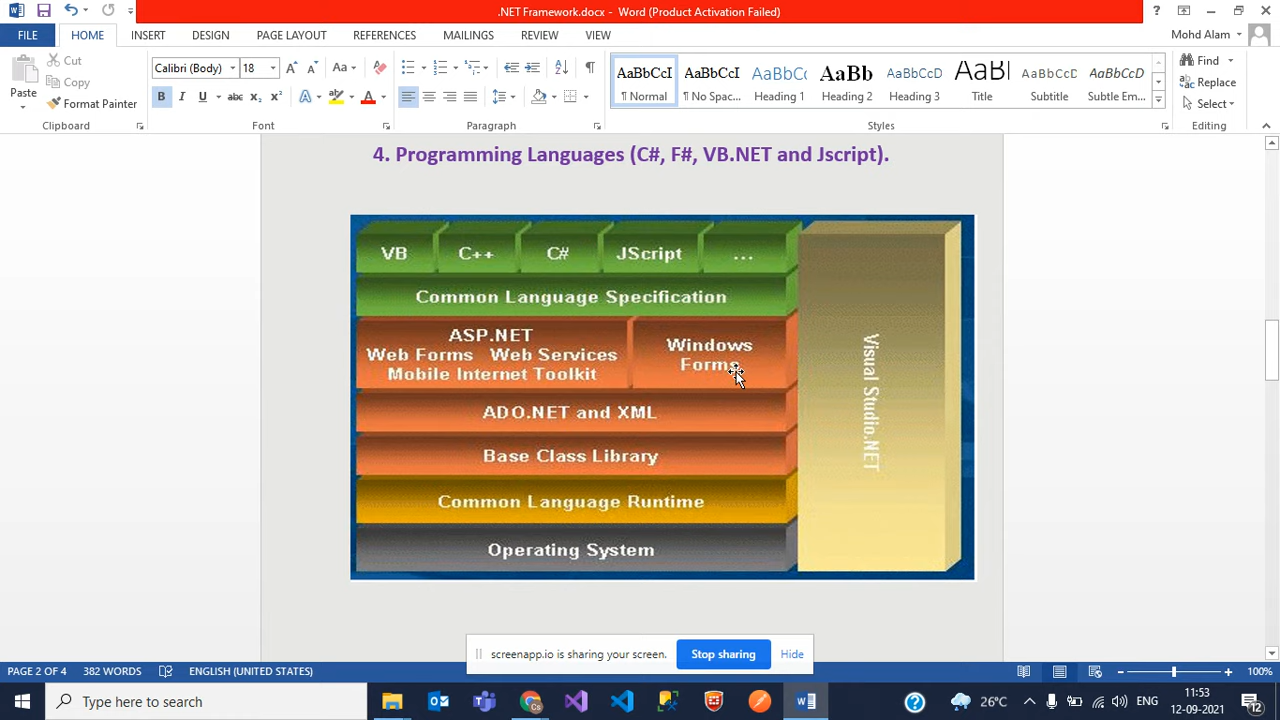 .NET Framework.docx - Word (Product Activation Failed)
FILE HOME INSERT DESIGN PAGE LAYOUT REFERENCES MAILINGS REVIEW VIEW Mohd Alam
Paste
Cut
Copy
Format Painter
Clipboard
Calibri (Body) 18
Font
Paragraph
AaBbCcI AaBbCcI AaBbC AaBb AaBbCcD AaB AaBbCcD AaBbCcD
¶ Normal ¶ No Spac... Heading 1 Heading 2 Heading 3 Title Subtitle Subtle Em...
Styles
Find
Replace
Select
Editing
4. Programming Languages (C#, F#, VB.NET and Jscript).
VB C++ C# JScript ...
Common Language Specification
ASP.NET
Web Forms Web Services
Mobile Internet Toolkit
Windows
Forms
ADO.NET and XML
Base Class Library
Common Language Runtime
Operating System
Visual Studio.NET
screenapp.io is sharing your screen. Stop sharing Hide
PAGE 2 OF 4 382 WORDS ENGLISH (UNITED STATES) 100%
Type here to search
26°C ENG
11:53
12-09-2021
12